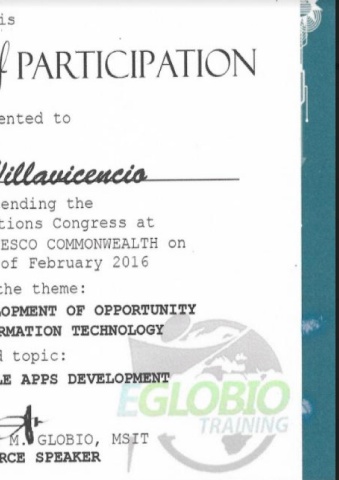 is
f PARTICIPATION
ented to
Villavicencio
ending the
tions Congress at
ESCO COMMONWEALTH on
of February 2016
the theme:
LOPMENT OF OPPORTUNITY
RMATION TECHNOLOGY
d topic:
LE APPS DEVELOPMENT
EGLOBIO
TRAINING
M. GLOBIO, MSIT
RCE SPEAKER